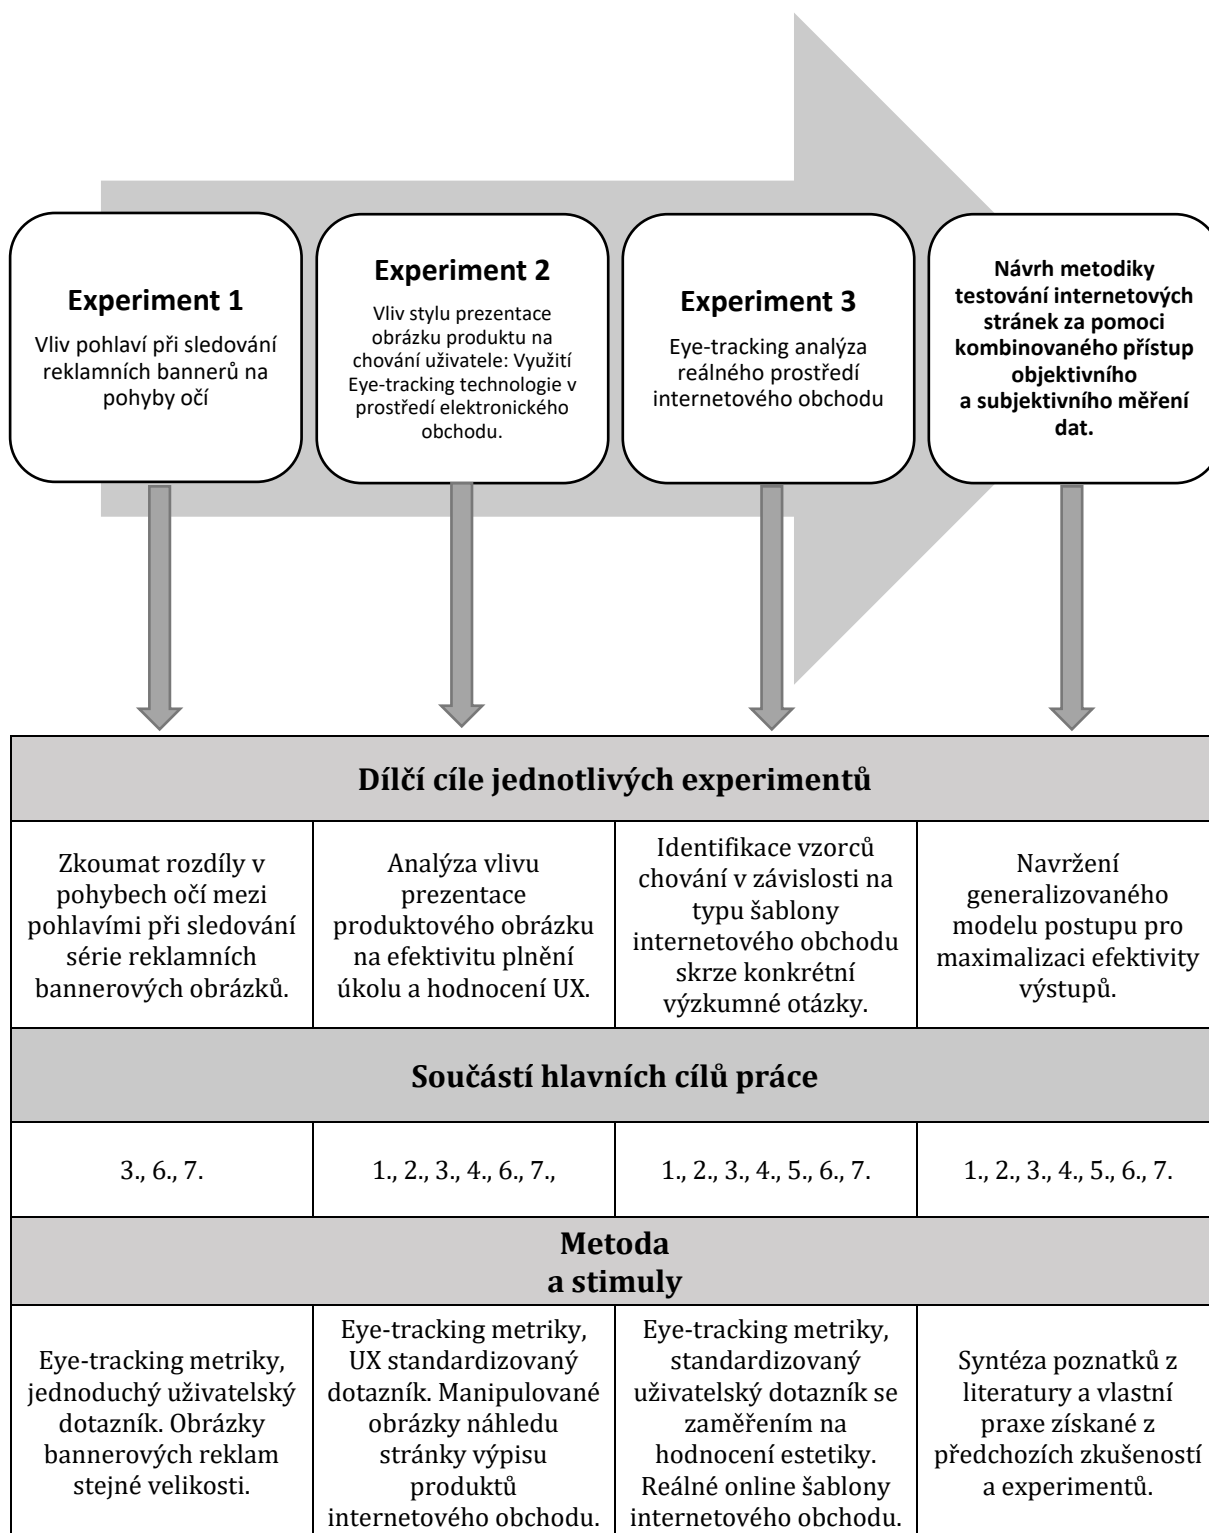 Experiment 1
Vliv pohlaví při sledování
reklamních bannerů na
pohyby očí
Experiment 2
Vliv stylu prezentace
obrázku produktu na
chování uživatele: Využití
Eye-tracking technologie v
prostředí elektronického
obchodu.
Experiment 3
Eye-tracking analýza
reálného prostředí
internetového obchodu
Návrh metodiky
testování internetových
stránek za pomoci
kombinovaného přístup
objektivního
a subjektivního měření
dat.
Dílčí cíle jednotlivých experimentů
Zkoumat rozdíly v
pohybech očí mezi
pohlavími při sledování
série reklamních
bannerových obrázků.
Analýza vlivu
prezentace
produktového obrázku
na efektivitu plnění
úkolu a hodnocení UX.
Identifikace vzorců
chování v závislosti na
typu šablony
internetového obchodu
skrze konkrétní
výzkumné otázky.
Navržení
generalizovaného
modelu postupu pro
maximalizaci efektivity
výstupů.
Součástí hlavních cílů práce
3., 6., 7.
1., 2., 3., 4., 6., 7.,
1., 2., 3., 4., 5., 6., 7.
1., 2., 3., 4., 5., 6., 7.
Metoda
a stimuly
Eye-tracking metriky,
jednoduchý uživatelský
dotazník. Obrázky
bannerových reklam
stejné velikosti.
Eye-tracking metriky,
UX standardizovaný
dotazník. Manipulované
obrázky náhledu
stránky výpisu
produktů
internetového obchodu.
Eye-tracking metriky,
standardizovaný
uživatelský dotazník se
zaměřením na
hodnocení estetiky.
Reálné online šablony
internetového obchodu.
Syntéza poznatků z
literatury a vlastní
praxe získané z
předchozích zkušeností
a experimentů.